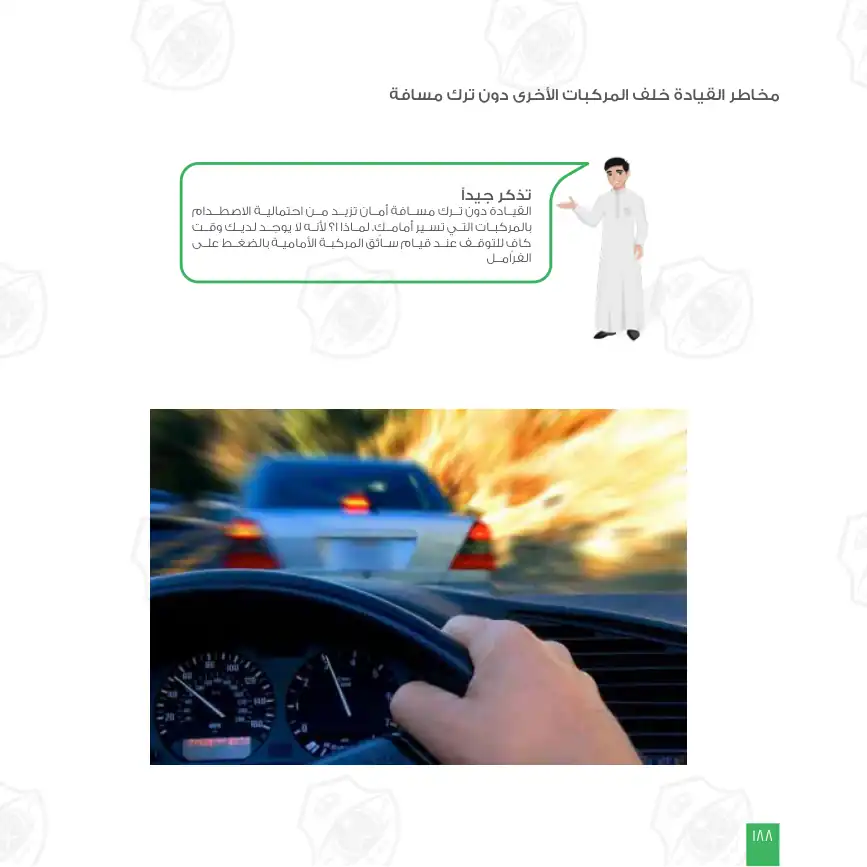 مخاطر القيادة خلف المركبات الأخرى دون ترك مسافة
تذكر جيداً
القيادة دون ترك مسافة أمان تزيد من احتمالية الاصطدام
بالمركبات التي تسير أمامك. لماذا ا؟ لأنه لا يوجد لديك وقت
كافٍ للتوقف عند قيام سائق المركبة الأمامية بالضغط على
الفرامل
١٨٨